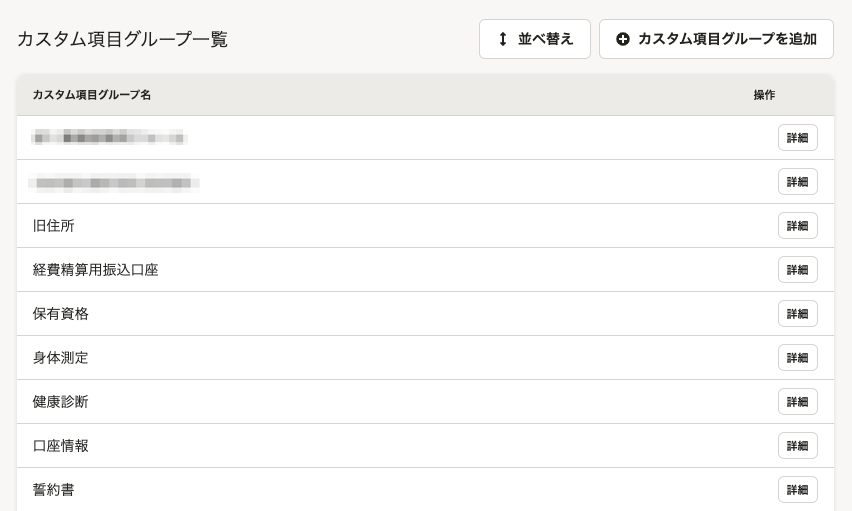 カスタム項目グループ一覧
並べ替え
カスタム項目グループを追加
カスタム項目グループ名
操作
詳細
詳細
旧住所
詳細
経費精算用振込口座
詳細
保有資格
詳細
身体測定
詳細
健康診断
詳細
口座情報
詳細
誓約書
詳細